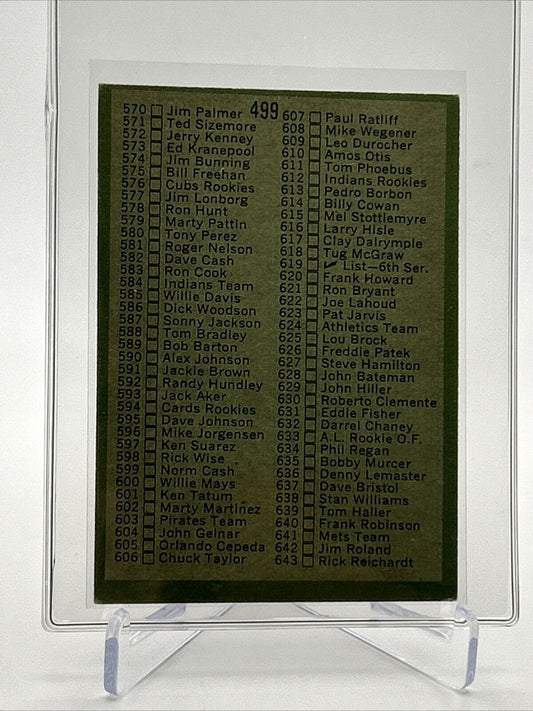 499
570 Jim Palmer
571 Ted Sizemore
572 Jerry Kenney
573 Ed Kranepool
574 Jim Bunning
575 Bill Freehan
576 Cubs Rookies
577 Jim Lonborg
578 Ron Hunt
579 Marty Pattin
580 Tony Perez
581 Roger Nelson
582 Dave Cash
583 Ron Cook
584 Indians Team
585 Willie Davis
586 Dick Woodson
587 Sonny Jackson
588 Tom Bradley
589 Bob Barton
590 Alex Johnson
591 Jackie Brown
592 Randy Hundley
593 Jack Aker
594 Cards Rookies
595 Dave Johnson
596 Mike Jorgensen
597 Ken Suarez
598 Rick Wise
599 Norm Cash
600 Willie Mays
601 Ken Tatum
602 Marty Martinez
603 Pirates Team
604 John Gelnar
605 Orlando Cepeda
606 Chuck Taylor
607 Paul Ratliff
608 Mike Wegener
609 Leo Durocher
610 Amos Otis
611 Tom Phoebus
612 Indians Rookies
613 Pedro Borbon
614 Billy Cowan
615 Mel Stottlemyre
616 Larry Hisle
617 Clay Dalrymple
618 Tug McGraw
619 ✓ List—6th Ser.
620 Frank Howard
621 Ron Bryant
622 Joe Lahoud
623 Pat Jarvis
624 Athletics Team
625 Lou Brock
626 Freddie Patek
627 Steve Hamilton
628 John Bateman
629 John Hiller
630 Roberto Clemente
631 Eddie Fisher
632 Darrel Chaney
633 A.L. Rookie O.F.
634 Phil Regan
635 Bobby Murcer
636 Denny Lemaster
637 Dave Bristol
638 Stan Williams
639 Tom Haller
640 Frank Robinson
641 Mets Team
642 Jim Roland
643 Rick Reichardt